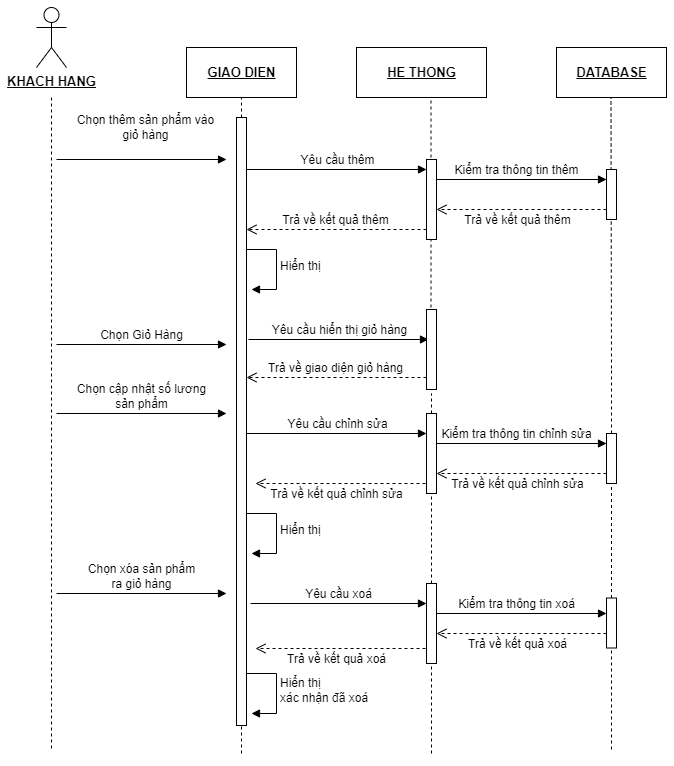 KHACH HANG
GIAO DIEN
HE THONG
DATABASE
Chọn thêm sản phẩm vào
giỏ hàng
Yêu cầu thêm
Kiểm tra thông tin thêm
Trả về kết quả thêm
Trả về kết quả thêm
Hiển thị
Chọn Giỏ Hàng
Yêu cầu hiển thị giỏ hàng
Trả về giao diện giỏ hàng
Chọn cập nhật số lương
sản phẩm
Yêu cầu chỉnh sửa
Kiểm tra thông tin chỉnh sửa
Trả về kết quả chỉnh sửa
Trả về kết quả chỉnh sửa
Hiển thị
Chọn xóa sản phẩm
ra giỏ hàng
Yêu cầu xoá
Kiểm tra thông tin xoá
Trả về kết quả xoá
Trả về kết quả xoá
Hiển thị
xác nhận đã xoá